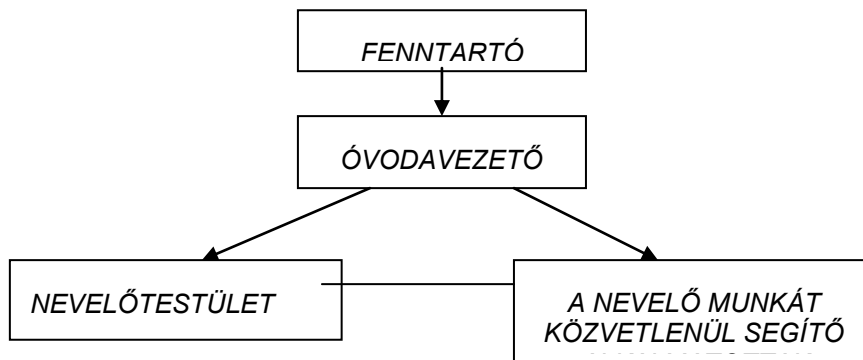 FENNTARTÓ
ÓVODAVEZETŐ
NEVELŐTESTÜLET
A NEVELŐ MUNKÁT
KÖZVETLENÜL SEGÍTŐ